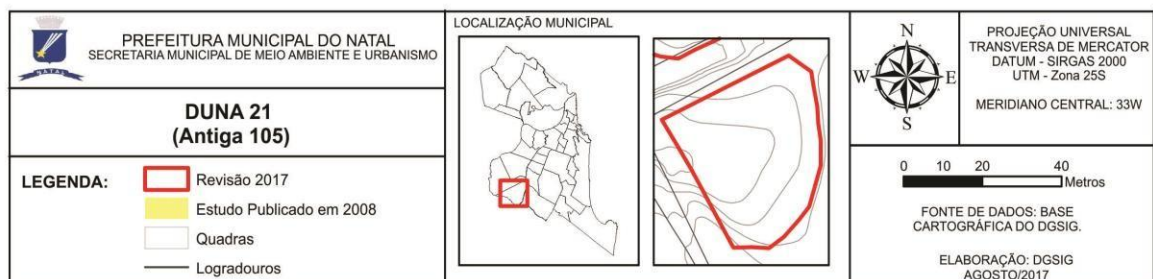 NATAL
PREFEITURA MUNICIPAL DO NATAL
SECRETARIA MUNICIPAL DE MEIO AMBIENTE E URBANISMO
DUNA 21
(Antiga 105)
LEGENDA:
Revisão 2017
Estudo Publicado em 2008
Quadras
Logradouros
LOCALIZAÇÃO MUNICIPAL
N
W E
S
PROJEÇÃO UNIVERSAL
TRANSVERSA DE MERCATOR
DATUM - SIRGAS 2000
UTM - Zona 25S
MERIDIANO CENTRAL: 33W
0 10 20 40
Metros
FONTE DE DADOS: BASE
CARTOGRÁFICA DO DGSIG.
ELABORAÇÃO: DGSIG
AGOSTO/2017